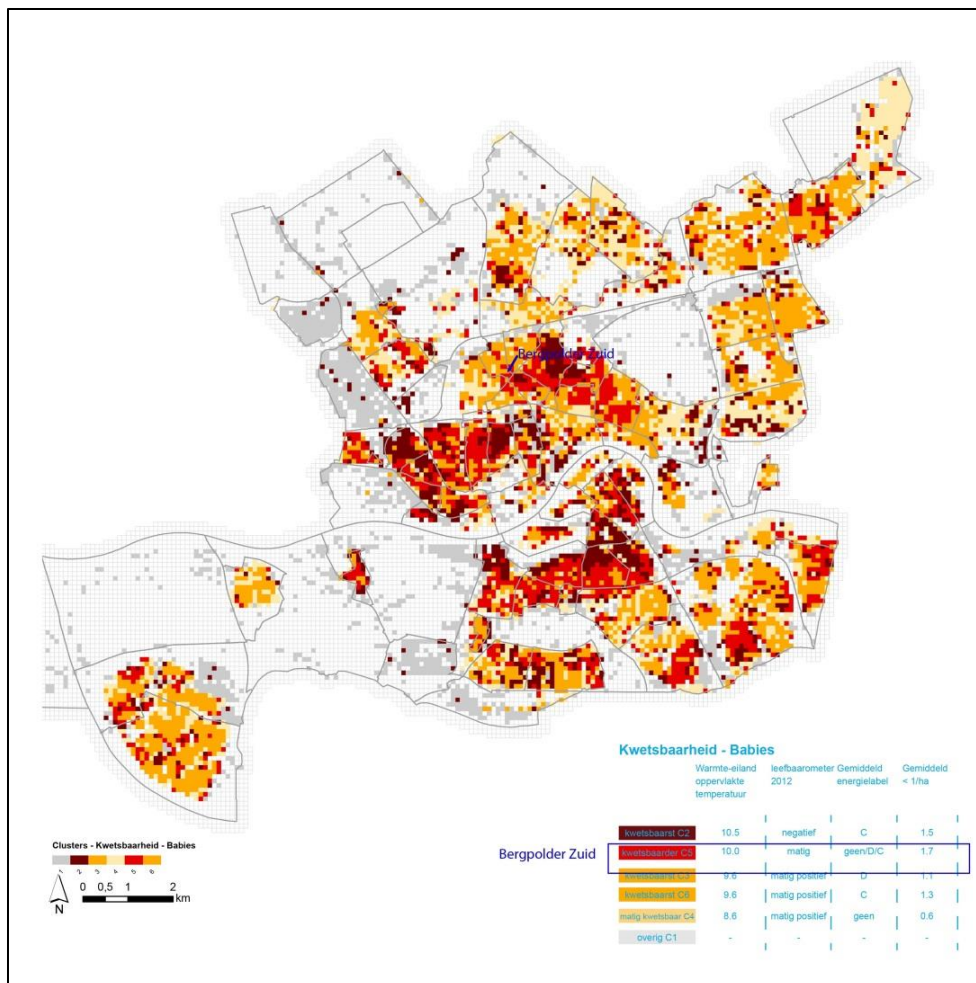 Bergpolder Zuid
Kwetsbaarheid - Babies
Warmte-eiland oppervlakte temperatuur
leefbaarometer 2012
Gemiddeld energielabel
Gemiddeld < 1/ha
kwetsbaarst C2 10.5 negatief C 1.5
Bergpolder Zuid
kwetsbaarder C5 10.0 matig geen/D/C 1.7
kwetsbaarst C3 9.6 matig positief D 1.1
kwetsbaarst C6 9.6 matig positief C 1.3
matig kwetsbaar C4 8.6 matig positief geen 0.6
overig C1 - - - -
Clusters - Kwetsbaarheid - Babies
1 2 3 4 5 6
0 0,5 1 2
km
N